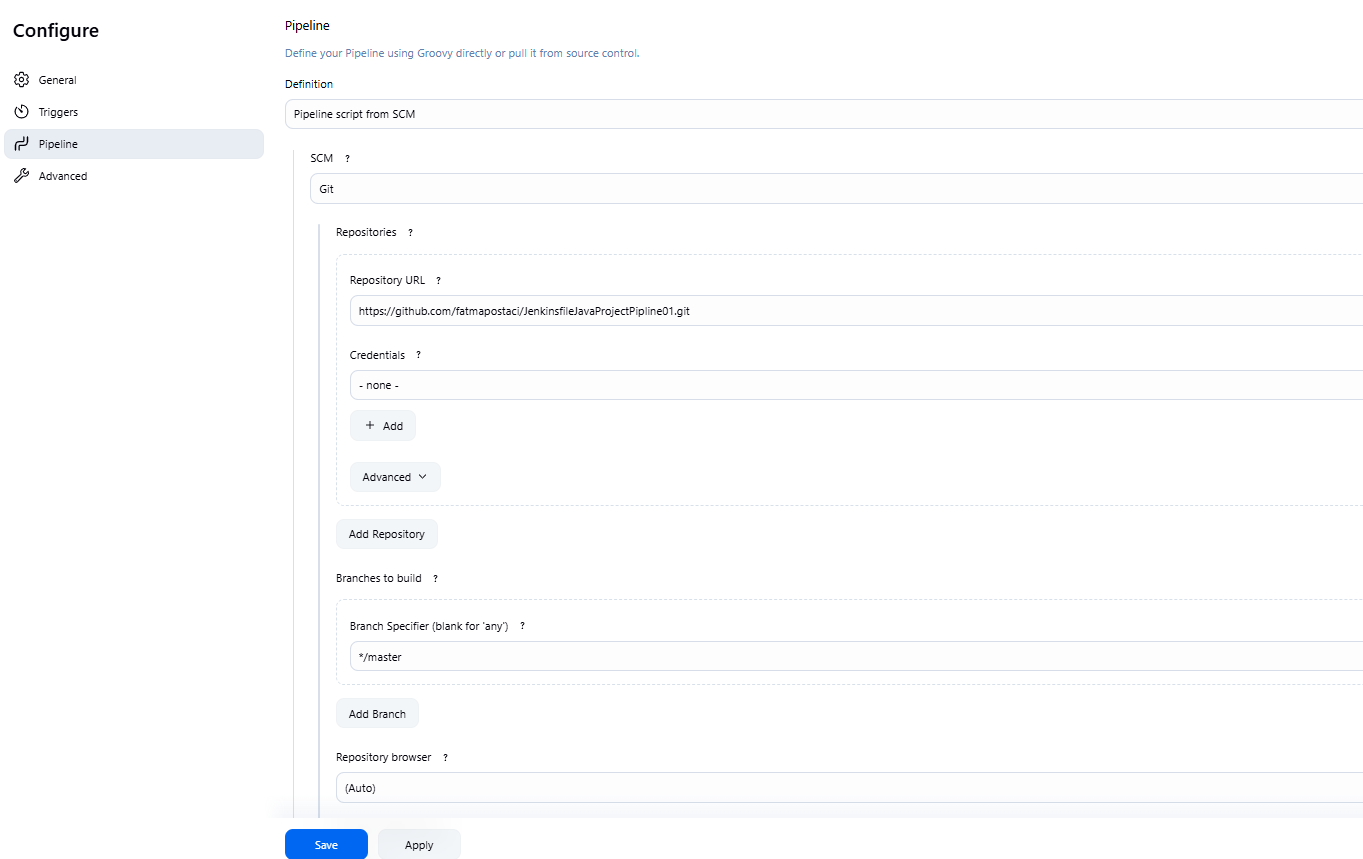 Configure
General
Triggers
Pipeline
Advanced
Pipeline
Define your Pipeline using Groovy directly or pull it from source control.
Definition
Pipeline script from SCM
SCM ?
Git
Repositories ?
Repository URL ?
https://github.com/fatmapostaci/JenkinsfileJavaProjectPipline01.git
Credentials ?
- none -
+ Add
Advanced
Add Repository
Branches to build ?
Branch Specifier (blank for 'any') ?
*/master
Add Branch
Repository browser ?
(Auto)
Save Apply